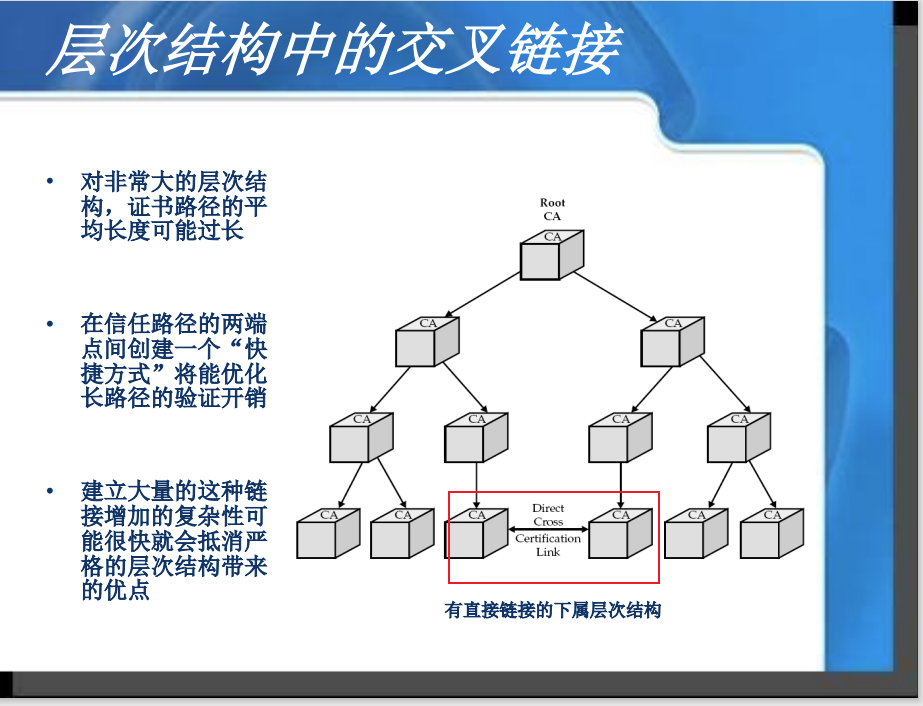 层次结构中的交叉链接
• 对非常大的层次结
构，证书路径的平
均长度可能过长
• 在信任路径的两端
点间创建一个“快
捷方式”将能优化
长路径的验证开销
• 建立大量的这种链
接增加的复杂性可
能很快就会抵消严
格的层次结构带来
的优点
Root
CA
CA
CA
CA
CA
CA
CA
CA
CA
CA
CA
Direct
Cross
Certification
Link
CA
CA
CA
有直接链接的下属层次结构